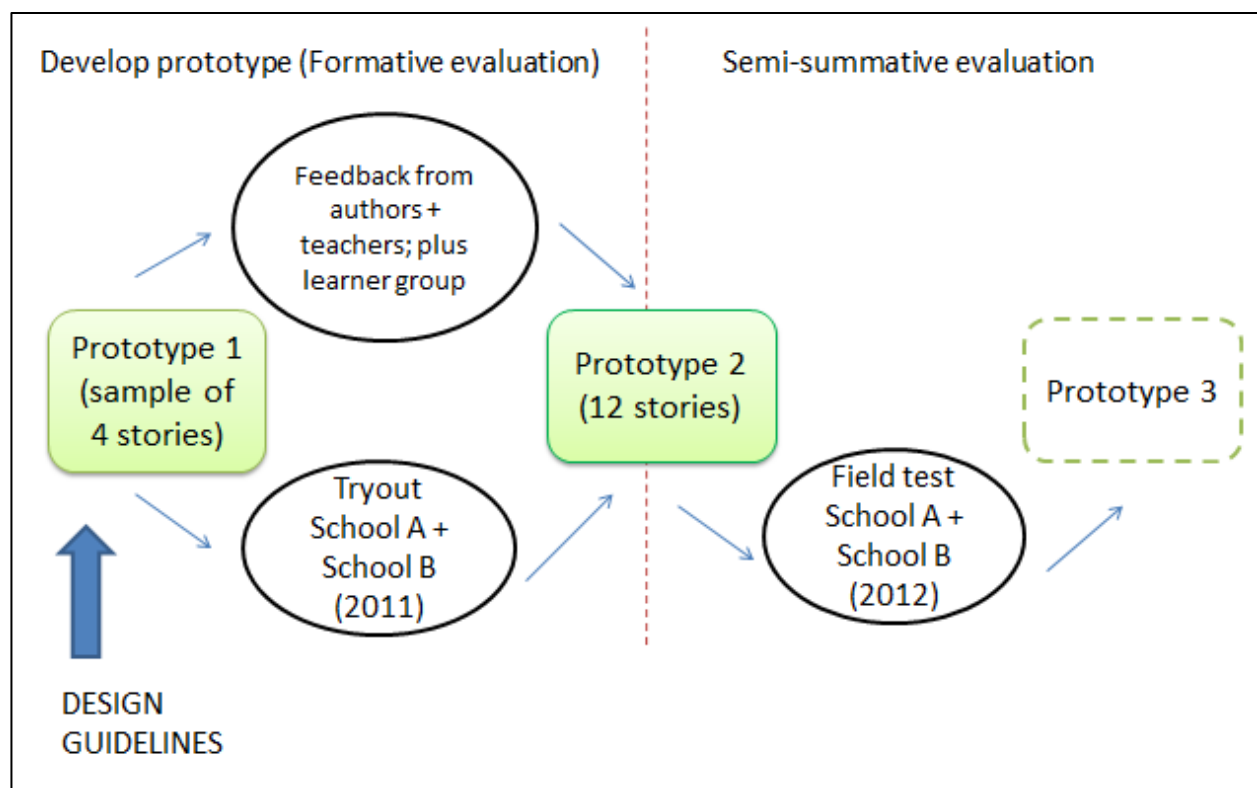 Develop prototype (Formative evaluation)
Semi-summative evaluation
Feedback from
authors +
teachers; plus
learner group
Prototype 1
(sample of
4 stories)
Prototype 2
(12 stories)
Prototype 3
Tryout
School A +
School B
(2011)
Field test
School A +
School B
(2012)
DESIGN
GUIDELINES